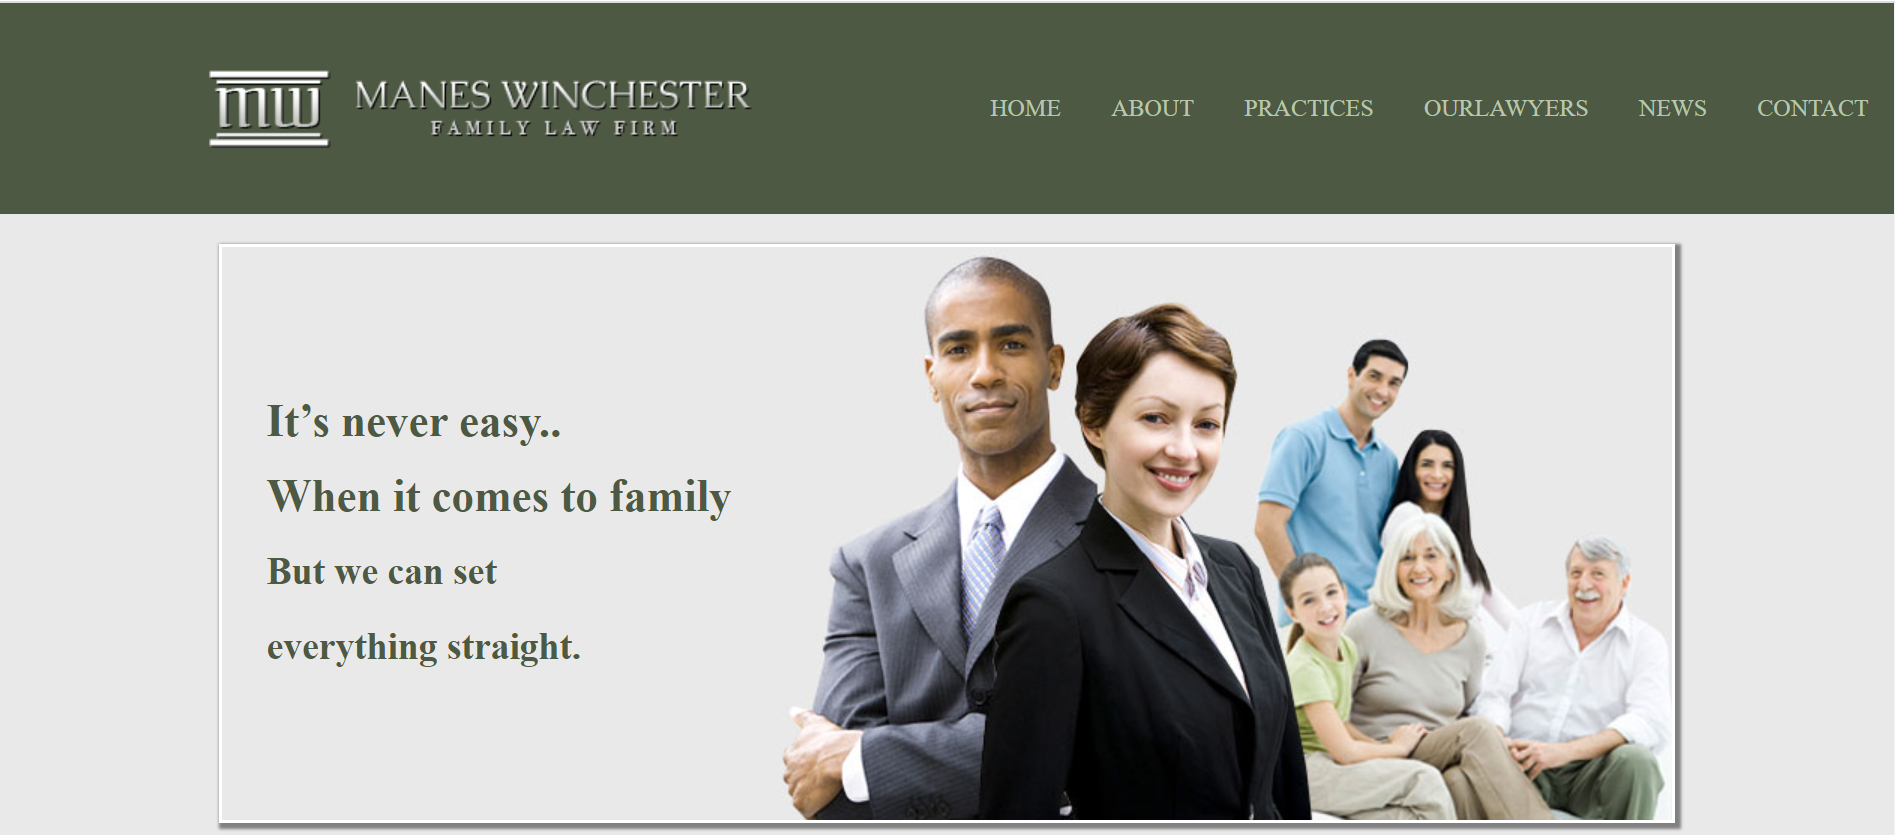 mw
MANES WINCHESTER
FAMILY LAW FIRM
HOME ABOUT PRACTICES OURLAWYERS NEWS CONTACT
It’s never easy..
When it comes to family
But we can set
everything straight.